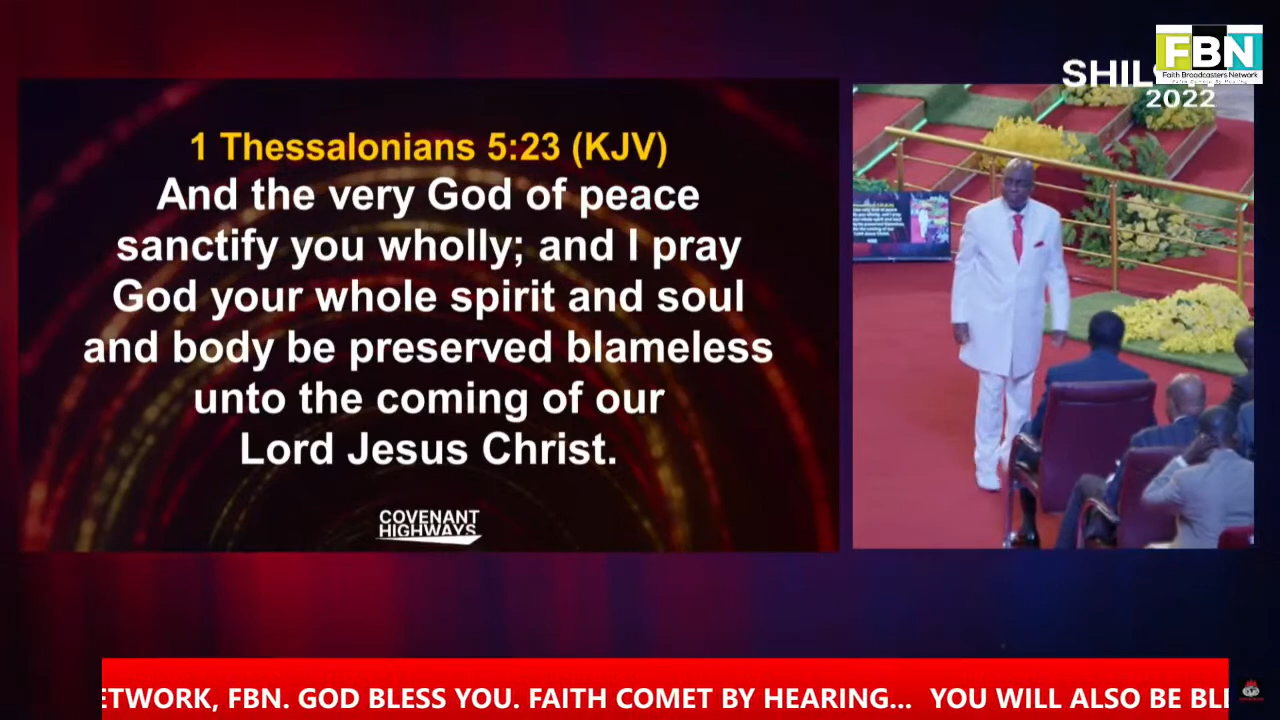 1 Thessalonians 5:23 (KJV)
And the very God of peace
sanctify you wholly; and I pray
God your whole spirit and soul
and body be preserved blameless
unto the coming of our
Lord Jesus Christ.
COVENANT
HIGHWAYS
FBN
Faith Broadcasters Network
SHIL
2022
ETWORK, FBN. GOD BLESS YOU. FAITH COMET BY HEARING... YOU WILL ALSO BE BLE